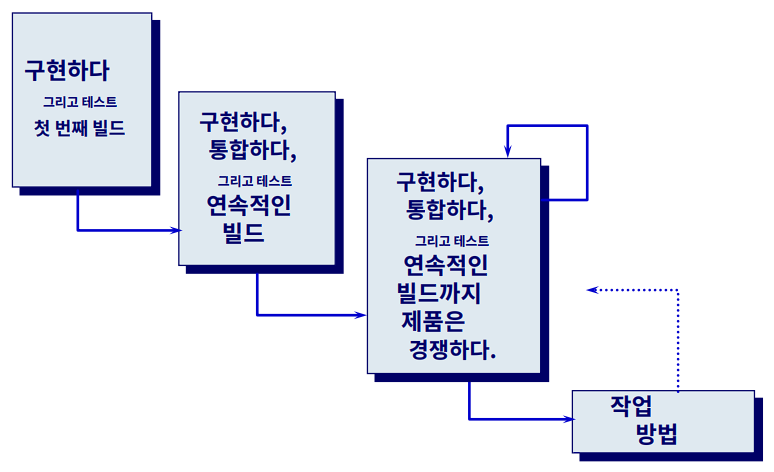 구현하다
그리고 테스트
첫 번째 빌드
구현하다,
통합하다,
그리고 테스트
연속적인
빌드
구현하다,
통합하다,
그리고 테스트
연속적인
빌드까지
제품은
경쟁하다.
작업
방법